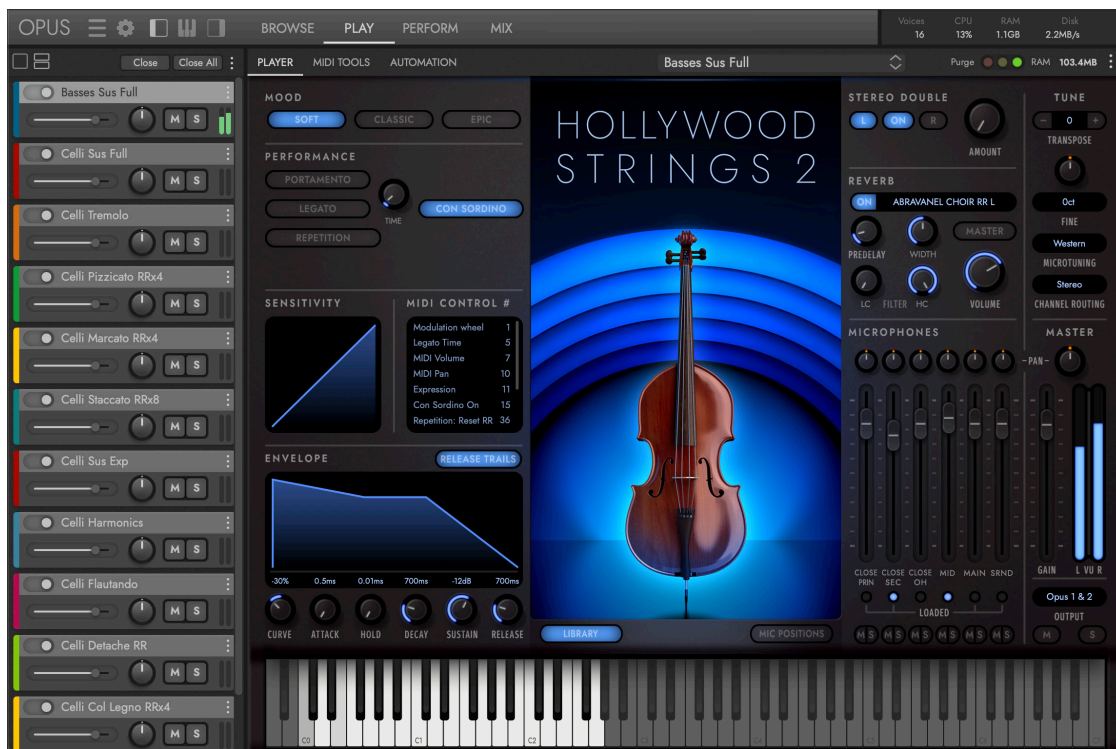 OPUS
BROWSE PLAY PERFORM MIX
Voices CPU RAM Disk
16 13% 1.1GB 2.2MB/s
Close Close All
PLAYER MIDI TOOLS AUTOMATION
Basses Sus Full
Purge RAM 103.4MB
Basses Sus Full
M S
Celli Sus Full
M S
Celli Tremolo
M S
Celli Pizzicato RRx4
M S
Celli Marcato RRx4
M S
Celli Staccato RRx8
M S
Celli Sus Exp
M S
Celli Harmonics
M S
Celli Flautando
M S
Celli Detache RR
M S
Celli Col Legno RRx4
M S
MOOD
SOFT CLASSIC EPIC
PERFORMANCE
PORTAMENTO
LEGATO
REPETITION
TIME
CON SORDINO
SENSITIVITY
MIDI CONTROL #
Modulation wheel 1
Legato Time 5
MIDI Volume 7
MIDI Pan 10
Expression 11
Con Sordino On 15
Repetition: Reset RR 36
ENVELOPE
RELEASE TRAILS
-30% 0.5ms 0.01ms 700ms -12dB 700ms
CURVE ATTACK HOLD DECAY SUSTAIN RELEASE
HOLLYWOOD
STRINGS 2
LIBRARY
MIC POSITIONS
STEREO DOUBLE
L ON R
AMOUNT
REVERB
ON ABRAVANEL CHOIR RR L
PREDELAY WIDTH MASTER
LC FILTER HC VOLUME
MICROPHONES
CLOSE PRN
CLOSE SEC
CLOSE OH
MID MAIN SRND
LOADED
M S M S M S M S M S M S
TUNE
- 0 +
TRANSPOSE
0ct
FINE
Western
MICROTUNING
Stereo
CHANNEL ROUTING
MASTER
-PAN-
GAIN L VU R
Opus 1 & 2
OUTPUT
M S
C0 C1 C2 C3 C4 C5 C6 C7